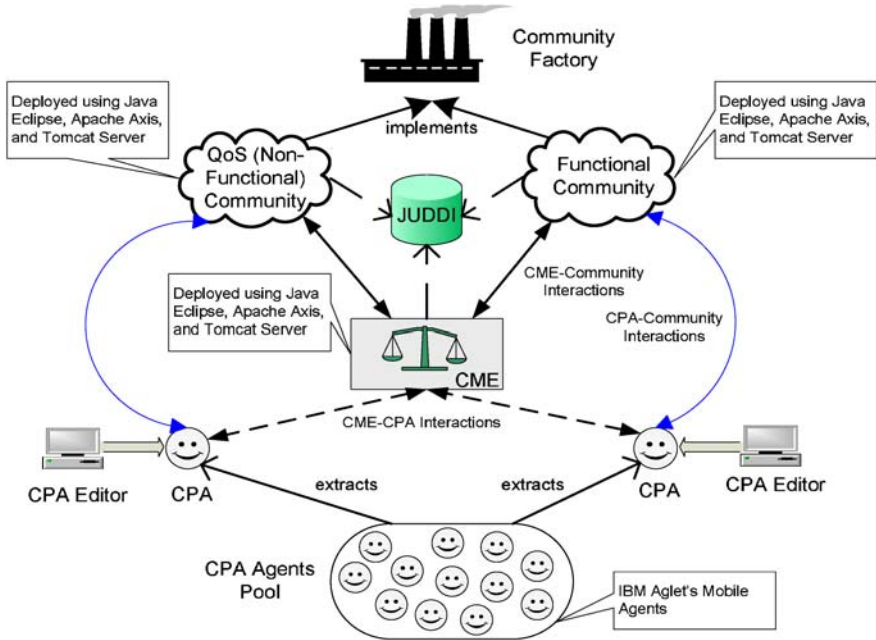 Community
Factory
Deployed using Java
Eclipse, Apache Axis,
and Tomcat Server
Deployed using Java
Eclipse, Apache Axis,
and Tomcat Server
implements
QoS (Non-
Functional)
Community
Functional
Community
JUDDI
CME-Community
Interactions
Deployed using Java
Eclipse, Apache Axis,
and Tomcat Server
CPA-Community
Interactions
CME
CME-CPA Interactions
CPA Editor
CPA
CPA
CPA Editor
extracts
extracts
CPA Agents
Pool
IBM Aglet's Mobile
Agents